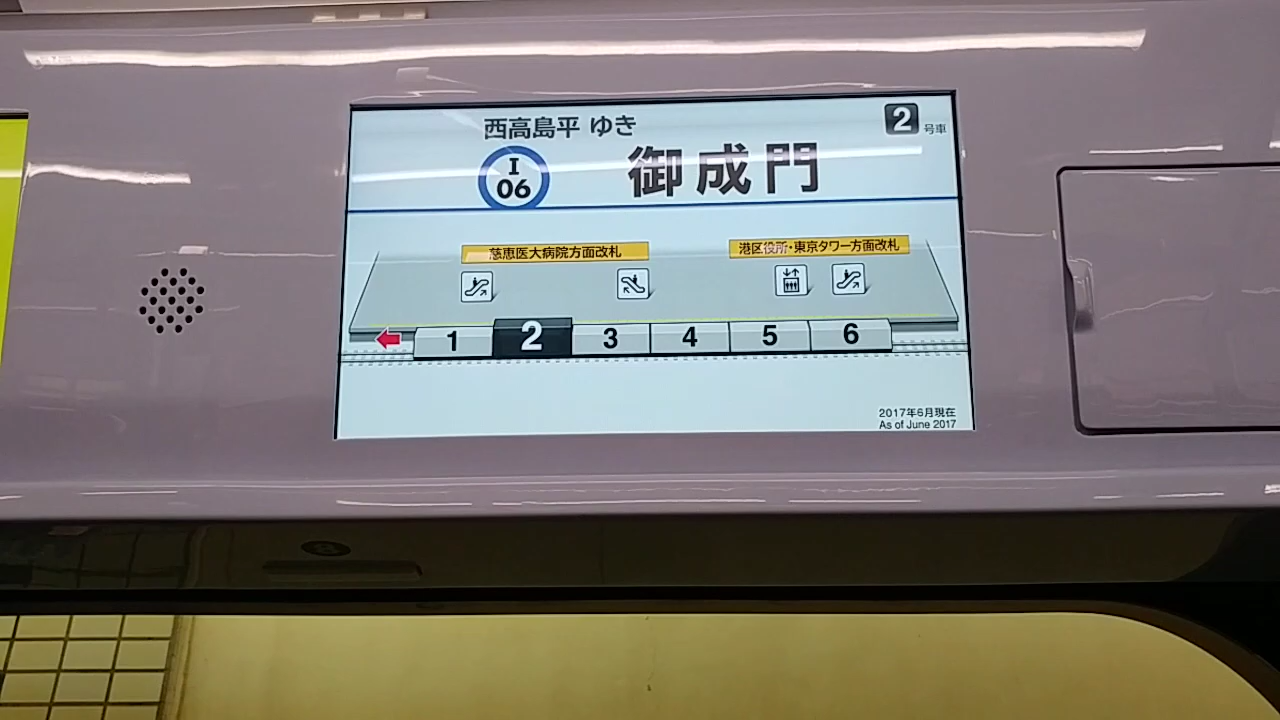 西高島平 ゆき
2 号車
I
06
御成門
慈恵医大病院方面改札
港区役所・東京タワー方面改札
1 2 3 4 5 6
2017年6月現在
As of June 2017